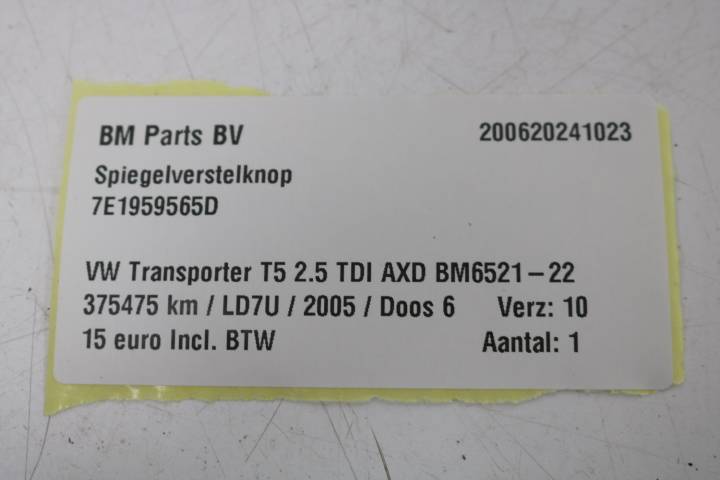 BM Parts BV 200620241023
Spiegelverstelknop
7E1959565D
VW Transporter T5 2.5 TDI AXD BM6521-22
375475 km / LD7U / 2005 / Doos 6 Verz: 10
15 euro Incl. BTW Aantal: 1